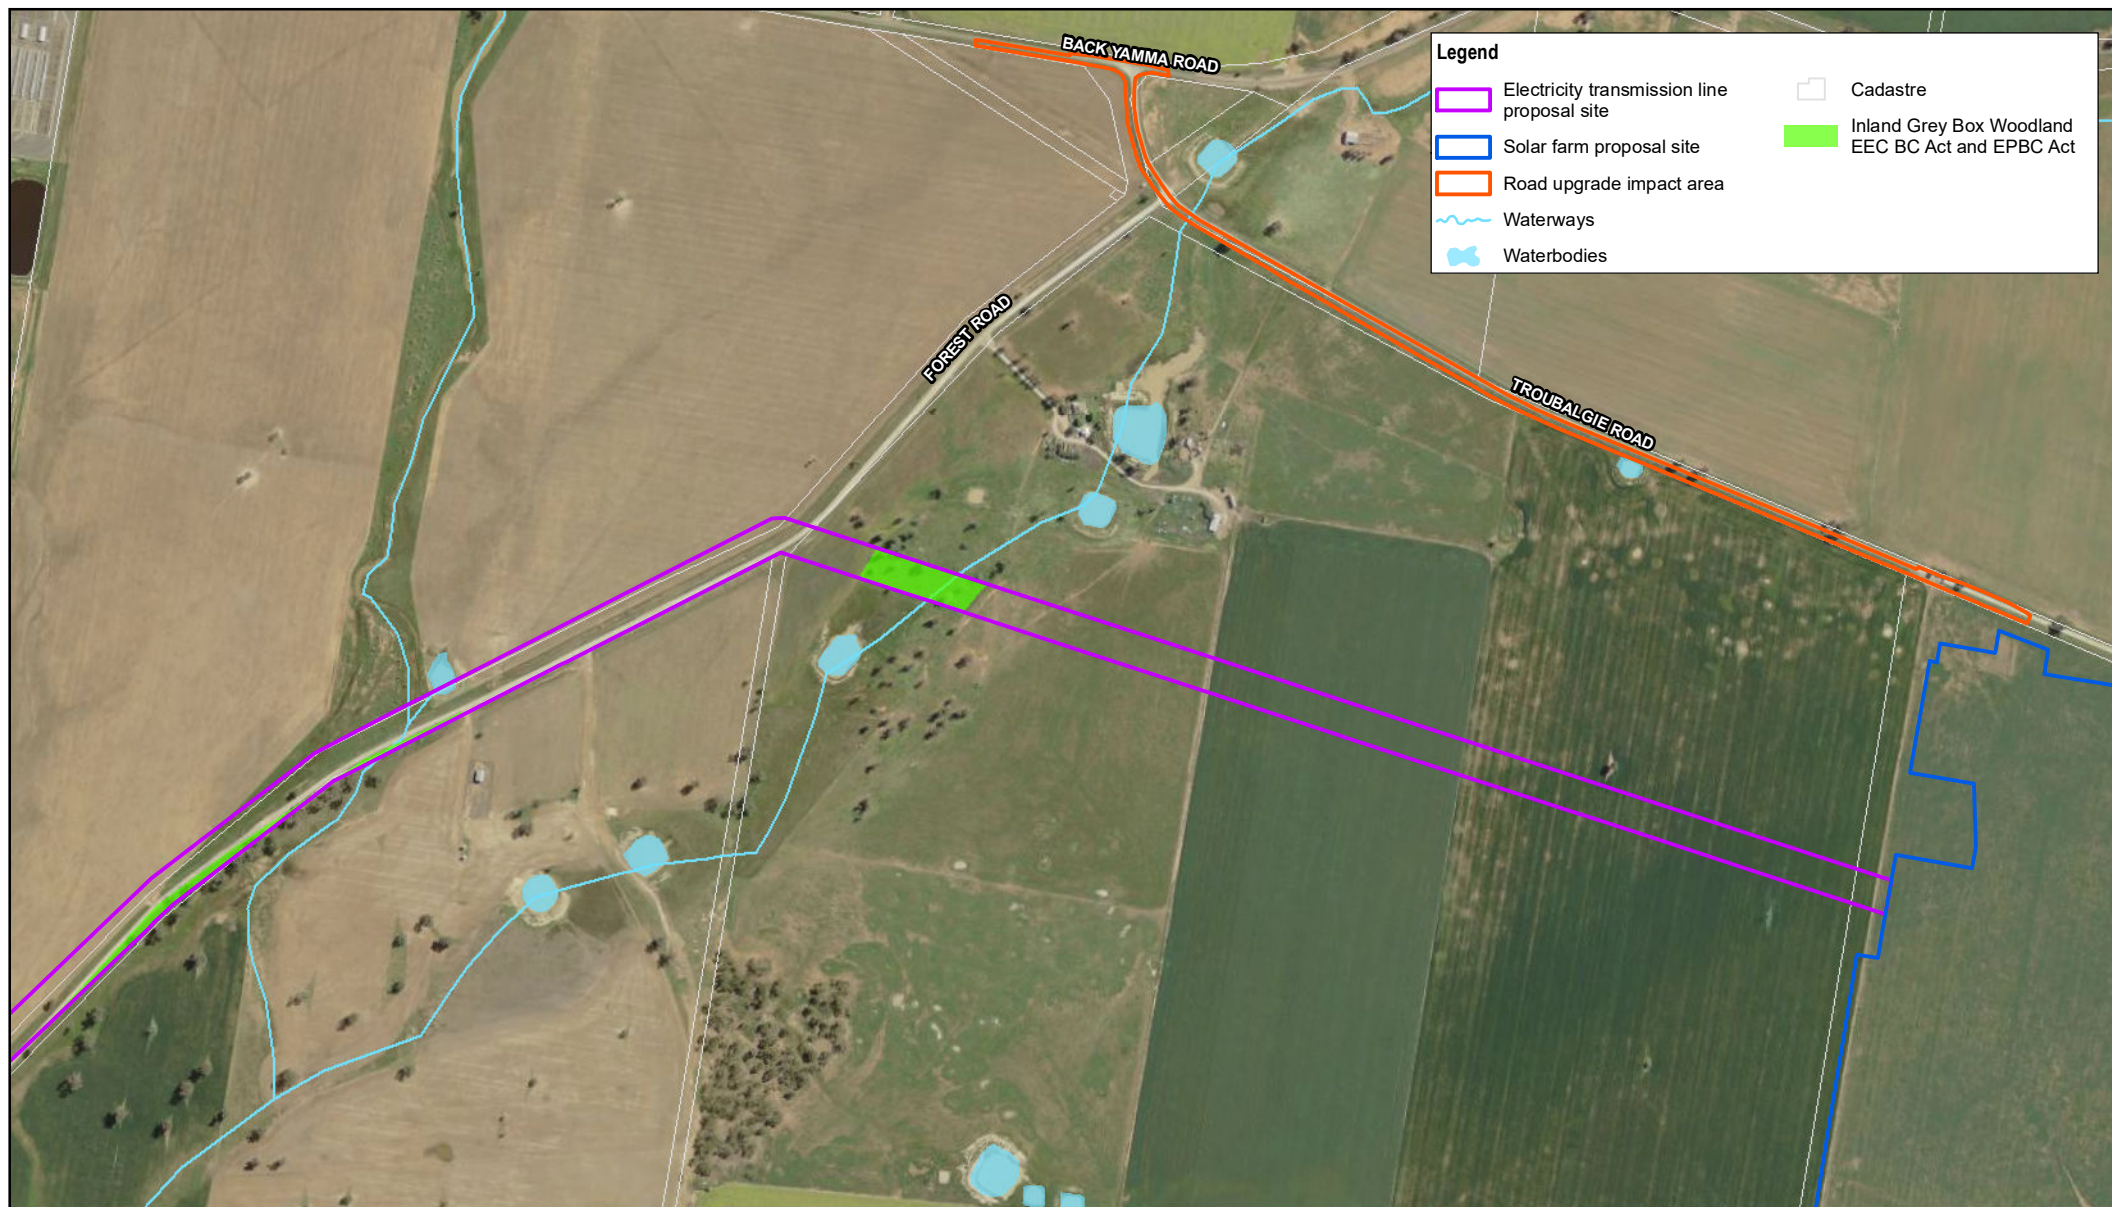 BACK YAMMA ROAD
Legend
Electricity transmission line
proposal site
Solar farm proposal site
Road upgrade impact area
Waterways
Waterbodies
Cadastre
Inland Grey Box Woodland
EEC BC Act and EPBC Act
FOREST ROAD
TROUBALGIE ROAD